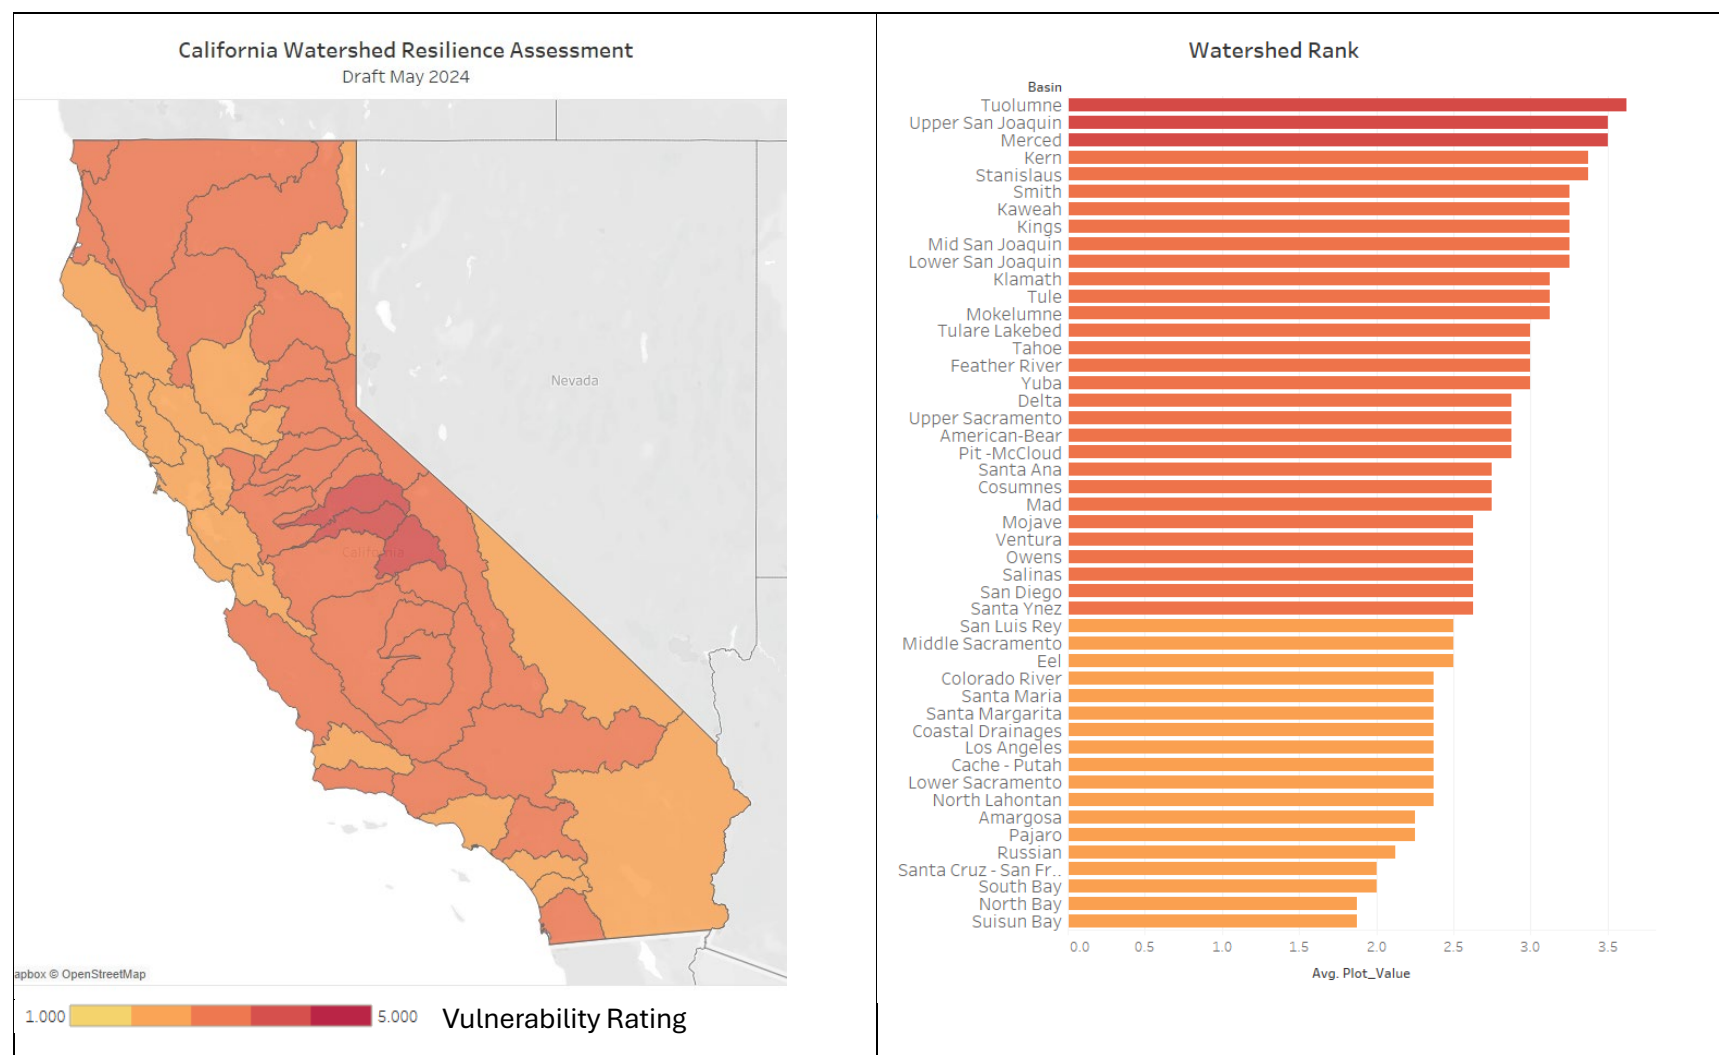 California Watershed Resilience Assessment
Draft May 2024
Nevada
California
apbox © OpenStreetMap
1.000
5.000
Vulnerability Rating
Watershed Rank
Basin
Tuolumne
Upper San Joaquin
Merced
Kern
Stanislaus
Smith
Kaweah
Kings
Mid San Joaquin
Lower San Joaquin
Klamath
Tule
Mokelumne
Tulare Lakebed
Tahoe
Feather River
Yuba
Delta
Upper Sacramento
American-Bear
Pit -McCloud
Santa Ana
Cosumnes
Mad
Mojave
Ventura
Owens
Salinas
San Diego
Santa Ynez
San Luis Rey
Middle Sacramento
Eel
Colorado River
Santa Maria
Santa Margarita
Coastal Drainages
Los Angeles
Cache - Putah
Lower Sacramento
North Lahontan
Amargosa
Pajaro
Russian
Santa Cruz - San Fr..
South Bay
North Bay
Suisun Bay
0.0 0.5 1.0 1.5 2.0 2.5 3.0 3.5
Avg. Plot_Value